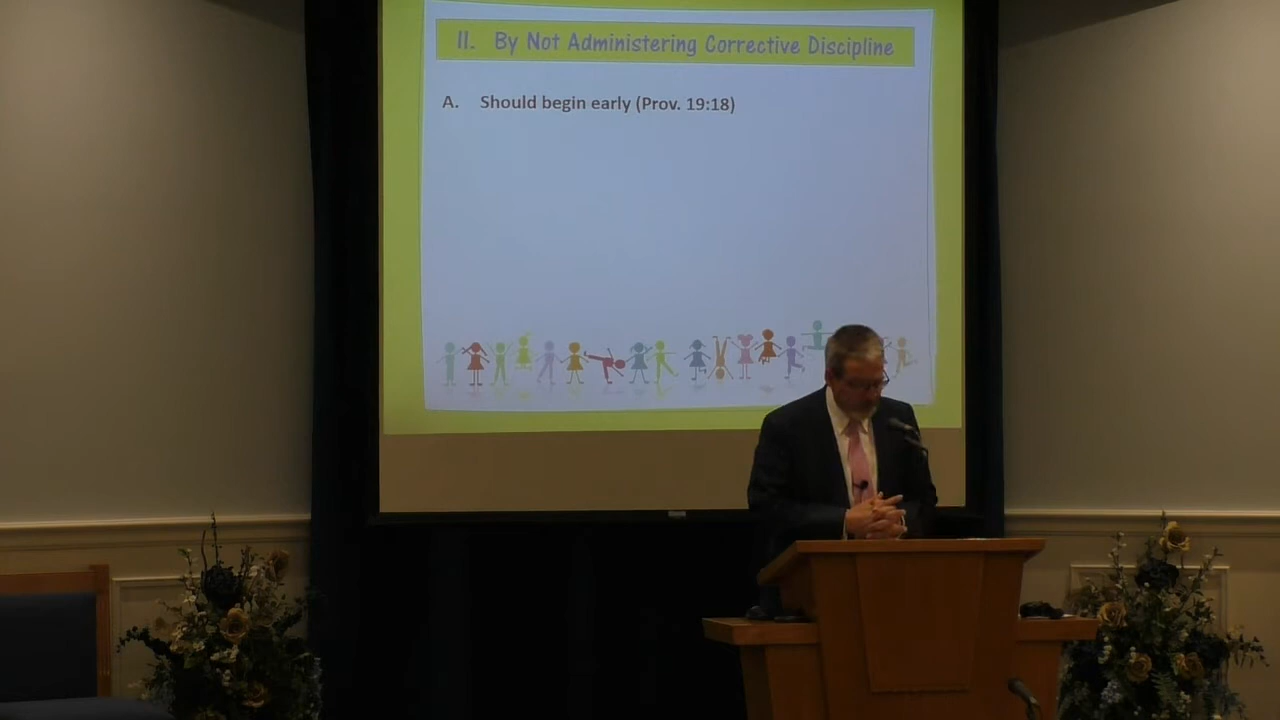 II. By Not Administering Corrective Discipline
A. Should begin early (Prov. 19:18)